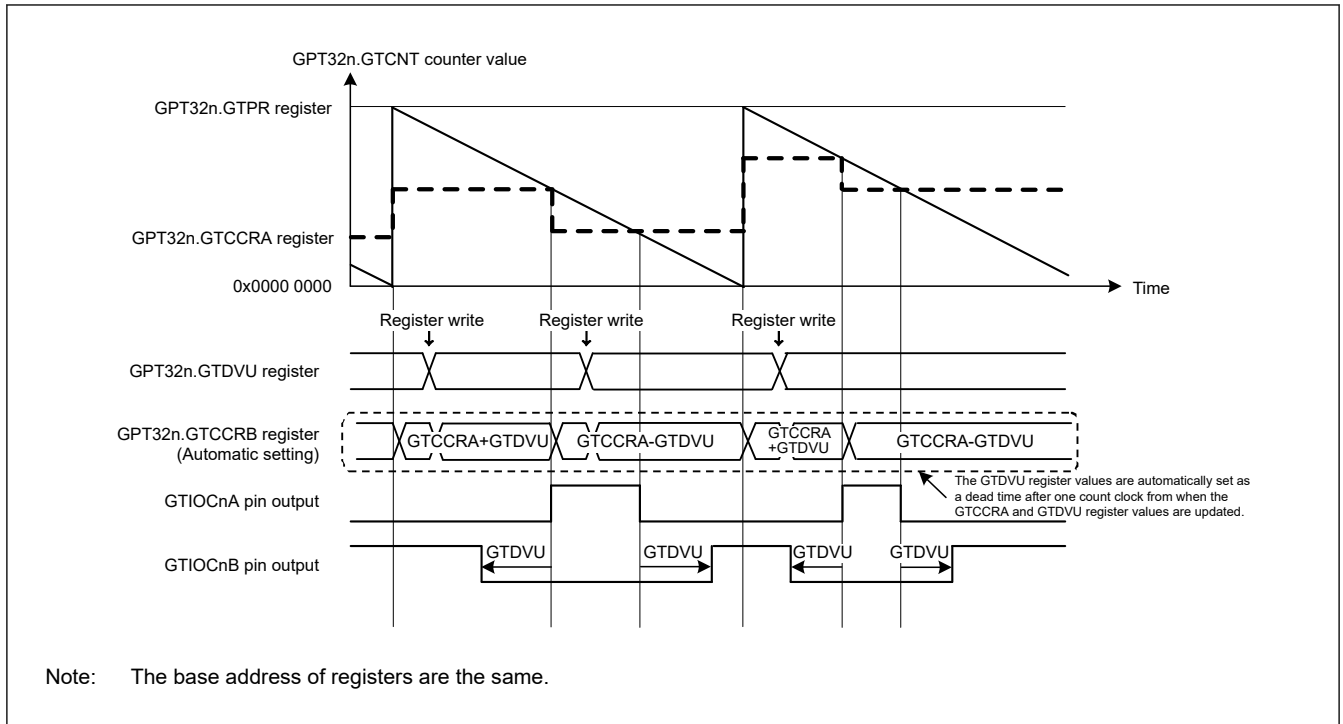 GPT32n.GTCNT counter value
GPT32n.GTPR register
GPT32n.GTCCRA register
0x0000 0000
Time
Register write
Register write
Register write
GPT32n.GTDVU register
GPT32n.GTCCRB register
(Automatic setting)
GTCCRA+GTDVU
GTCCRA-GTDVU
GTCCRA
+GTDVU
GTCCRA-GTDVU
The GTDVU register values are automatically set as
a dead time after one count clock from when the
GTCCRA and GTDVU register values are updated.
GTIOCnA pin output
GTIOCnB pin output
GTDVU
GTDVU
GTDVU
GTDVU
Note: The base address of registers are the same.